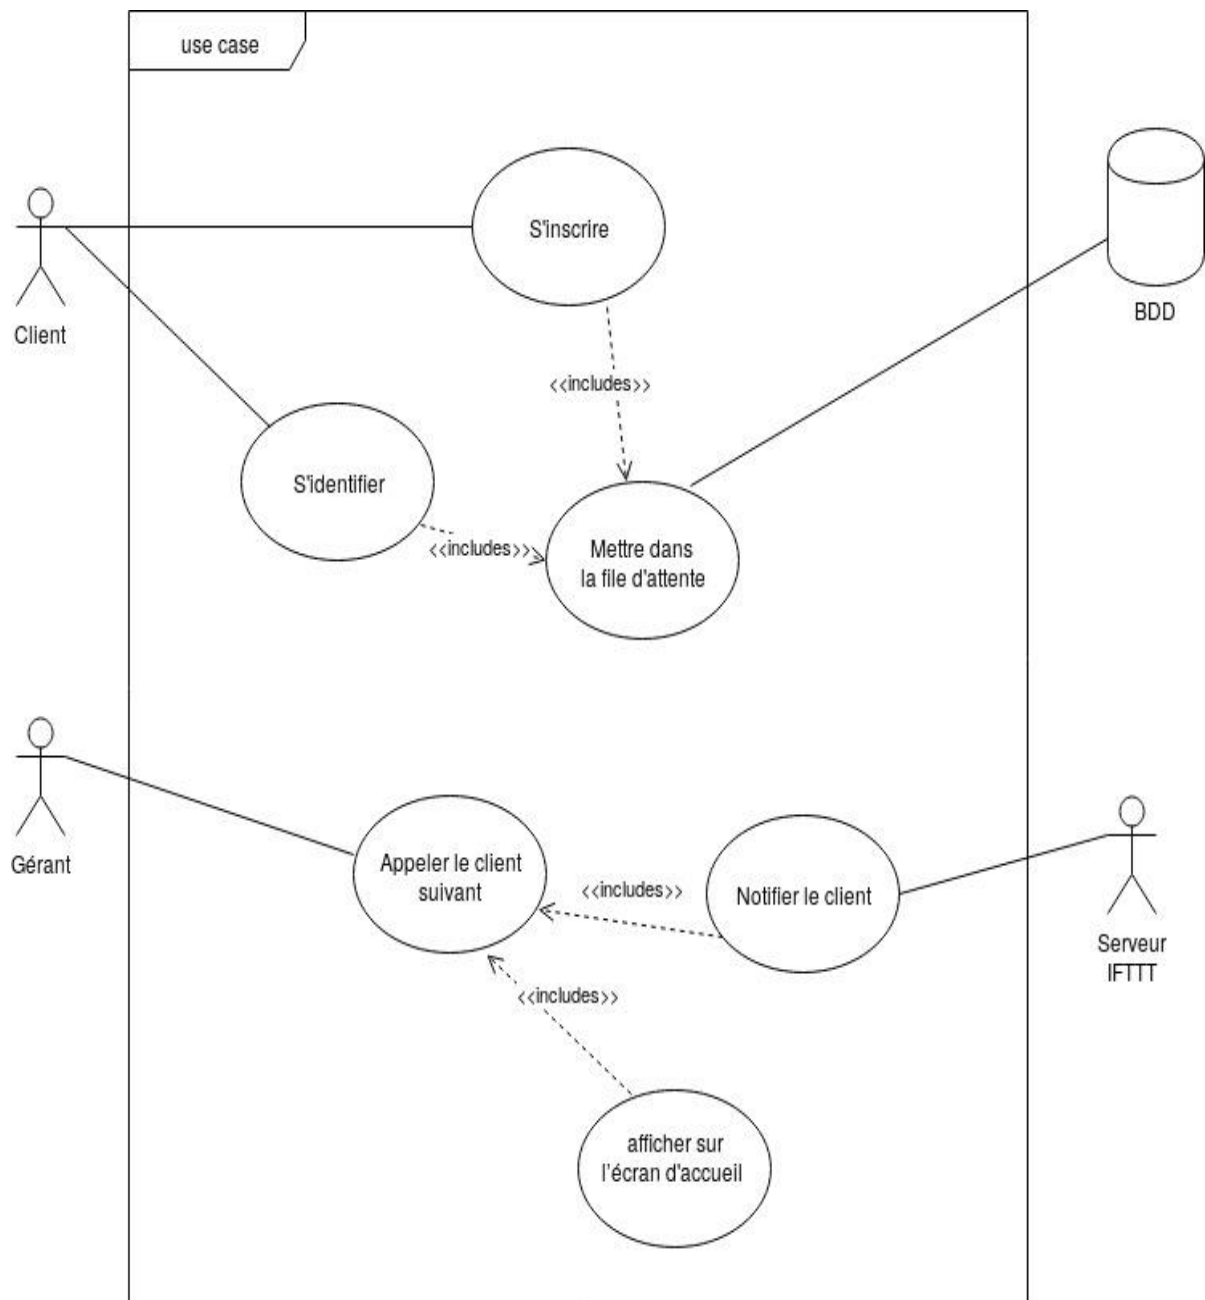 use case
S'inscrire
Client
BDD
<<includes>>
S'identifier
<<includes>>
Mettre dans
la file d'attente
Gérant
Appeler le client
suivant
<<includes>>
Notifier le client
Serveur
IFTTT
<<includes>>
afficher sur
l'écran d'accueil